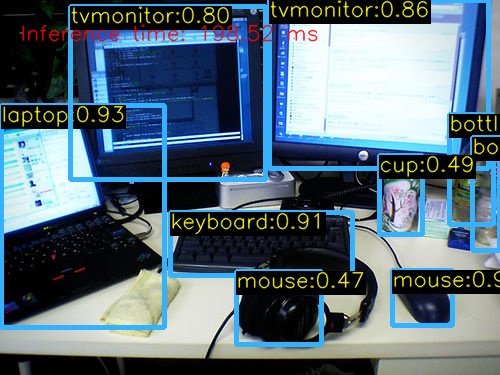 tvmonitor:0.80
tvmonitor:0.86
Inference time: 198.52 ms
laptop:0.93
bottl
bo
cup:0.49
keyboard:0.91
mouse:0.47
mouse:0.9